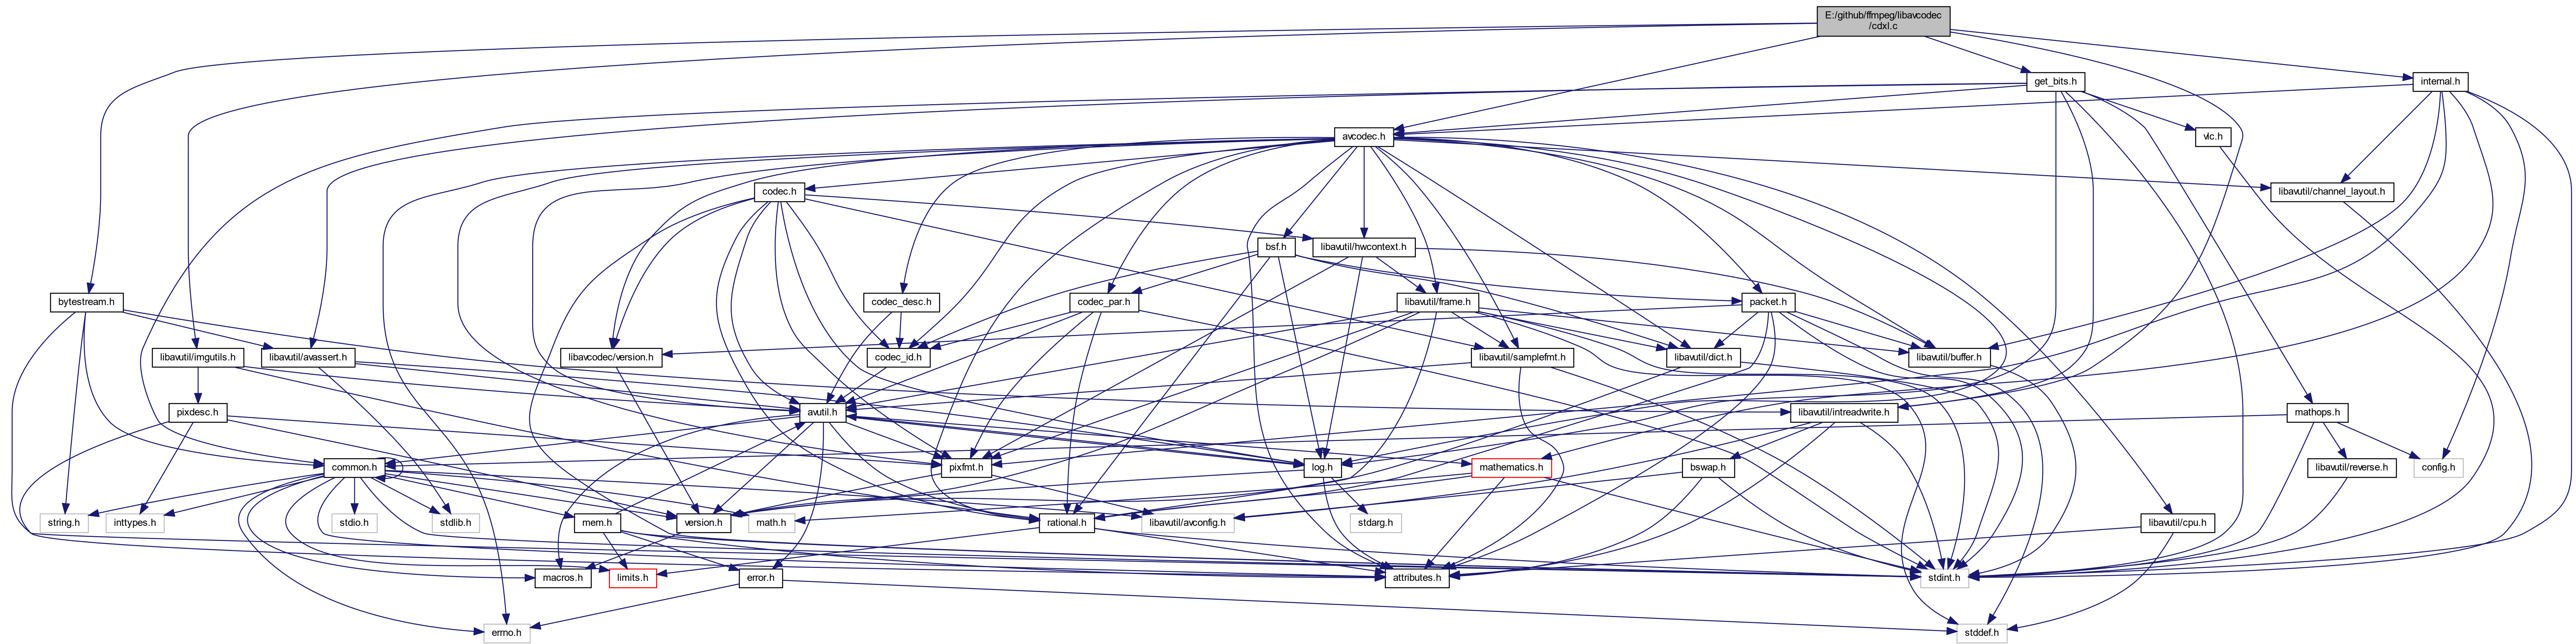 E:/github/ffmpeg/libavcodec
/cdxl.c
get_bits.h
internal.h
avcodec.h
vlc.h
codec.h
libavutil/channel_layout.h
bsf.h
libavutil/hwcontext.h
bytestream.h
codec_desc.h
codec_par.h
libavutil/frame.h
packet.h
libavutil/imgutils.h
libavutil/avassert.h
libavcodec/version.h
codec_id.h
libavutil/samplefmt.h
libavutil/dict.h
libavutil/buffer.h
pixdesc.h
avutil.h
libavutil/intreadwrite.h
mathops.h
common.h
pixfmt.h
log.h
mathematics.h
bswap.h
libavutil/reverse.h
config.h
string.h
inttypes.h
stdio.h
stdlib.h
mem.h
version.h
math.h
rational.h
libavutil/avconfig.h
stdarg.h
libavutil/cpu.h
macros.h
limits.h
error.h
attributes.h
stdint.h
errno.h
stddef.h